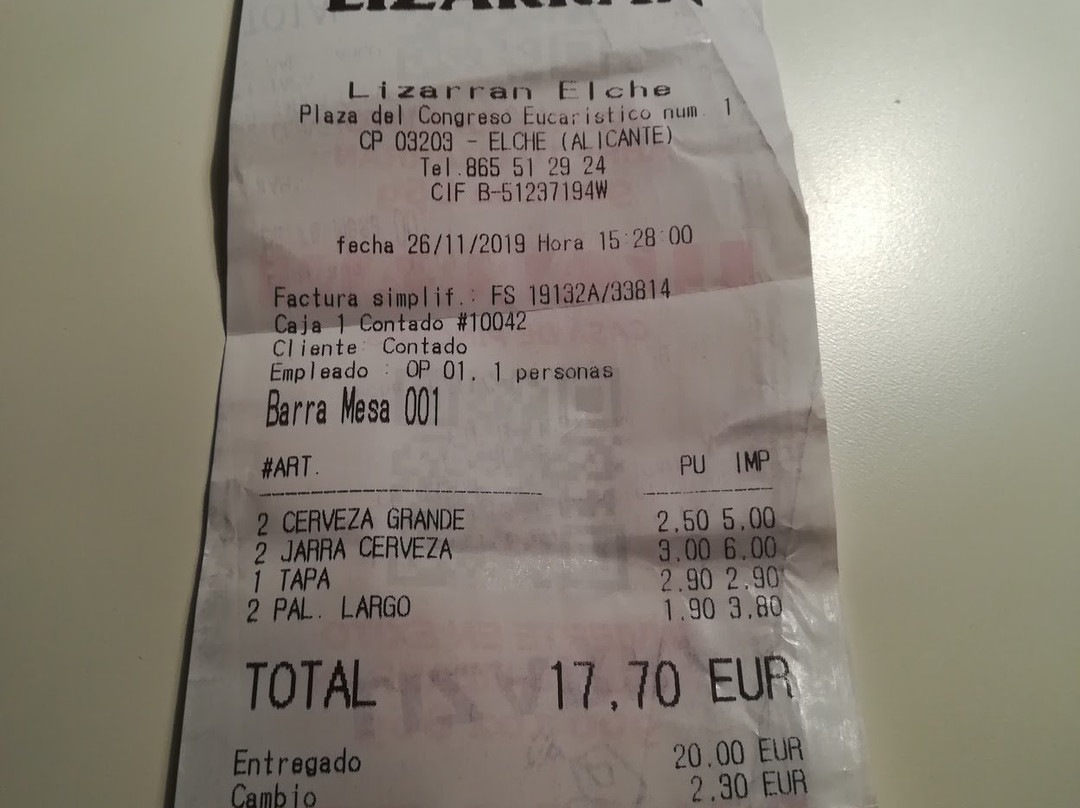 LIZARRAN
Lizarran Elche
Plaza del Congreso Eucaristico num. 1
CP 03203 - ELCHE (ALICANTE)
Tel.865 51 29 24
CIF B-51237194W
fecha 26/11/2019 Hora 15:28:00
Factura simplif.: FS 19132A/33814
Caja 1 Contado #10042
Cliente: Contado
Empleado : OP 01, 1 personas
Barra Mesa 001
#ART. PU IMP
2 CERVEZA GRANDE 2,50 5,00
2 JARRA CERVEZA 3,00 6,00
1 TAPA 2,90 2,90
2 PAL. LARGO 1,90 3,80
TOTAL 17,70 EUR
Entregado 20.00 EUR
Cambio 2.30 EUR